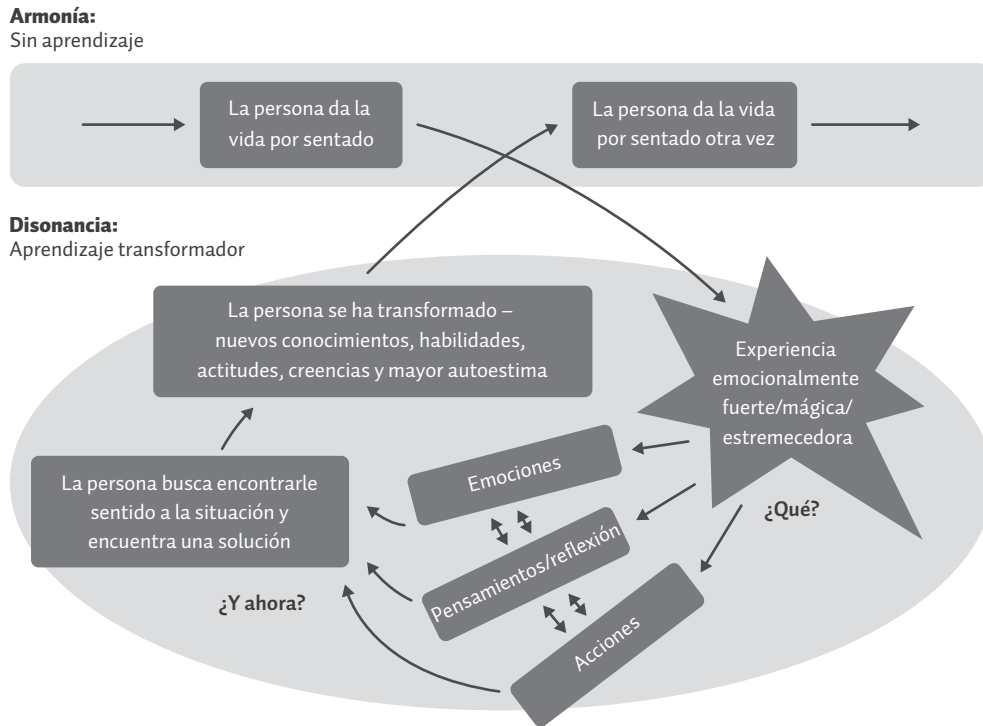 Armonía:
Sin aprendizaje
La persona da la
vida por sentado
La persona da la vida
por sentado otra vez
Disonancia:
Aprendizaje transformador
La persona se ha transformado –
nuevos conocimientos, habilidades,
actitudes, creencias y mayor autoestima
Experiencia
emocionalmente
fuerte/mágica/
estremecedora
Emociones
La persona busca encontrarle
sentido a la situación y
encuentra una solución
¿Qué?
Pensamientos/reflexión
¿Y ahora?
Acciones